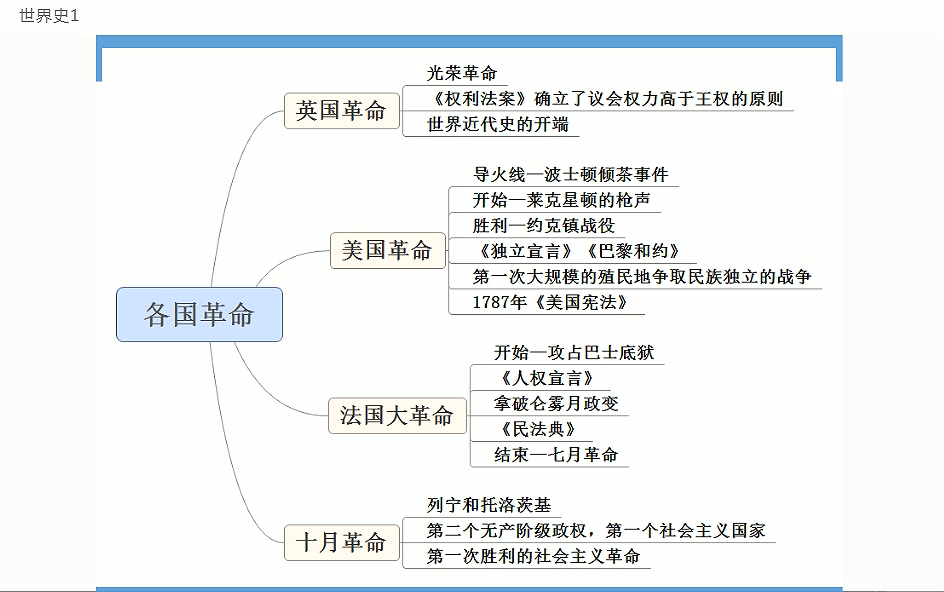 世界史1
各国革命
英国革命
光荣革命
《权利法案》确立了议会权力高于王权的原则
世界近代史的开端
美国革命
导火线—波士顿倾茶事件
开始—莱克星顿的枪声
胜利—约克镇战役
《独立宣言》《巴黎和约》
第一次大规模的殖民地争取民族独立的战争
1787年《美国宪法》
法国大革命
开始—攻占巴士底狱
《人权宣言》
拿破仑雾月政变
《民法典》
结束—七月革命
十月革命
列宁和托洛茨基
第二个无产阶级政权，第一个社会主义国家
第一次胜利的社会主义革命